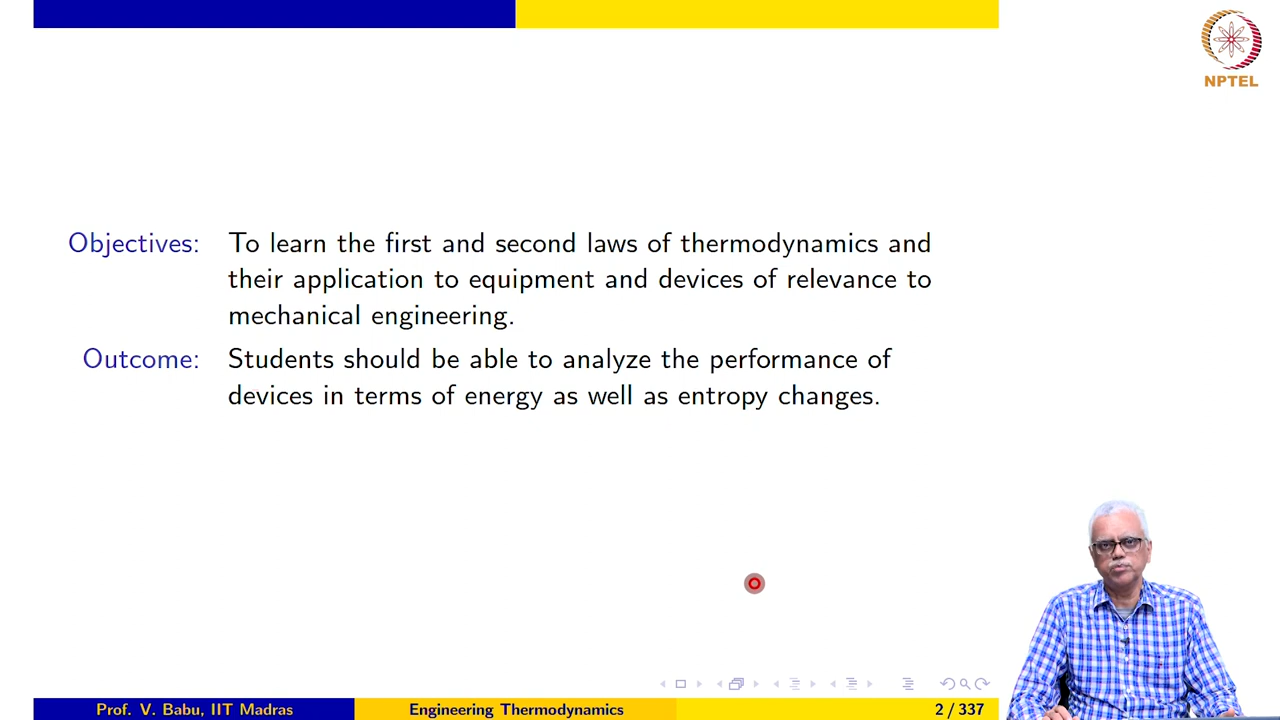 NPTEL
Objectives: To learn the first and second laws of thermodynamics and
their application to equipment and devices of relevance to
mechanical engineering.
Outcome: Students should be able to analyze the performance of
devices in terms of energy as well as entropy changes.
Prof. V. Babu, IIT Madras Engineering Thermodynamics 2 / 337